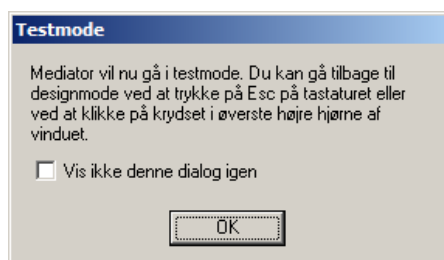 Testmode
Mediator vil nu gå i testmode. Du kan gå tilbage til
designmode ved at trykke på Esc på tastaturet eller
ved at klikke på krydset i øverste højre hjørne af
vinduet.
Vis ikke denne dialog igen
OK